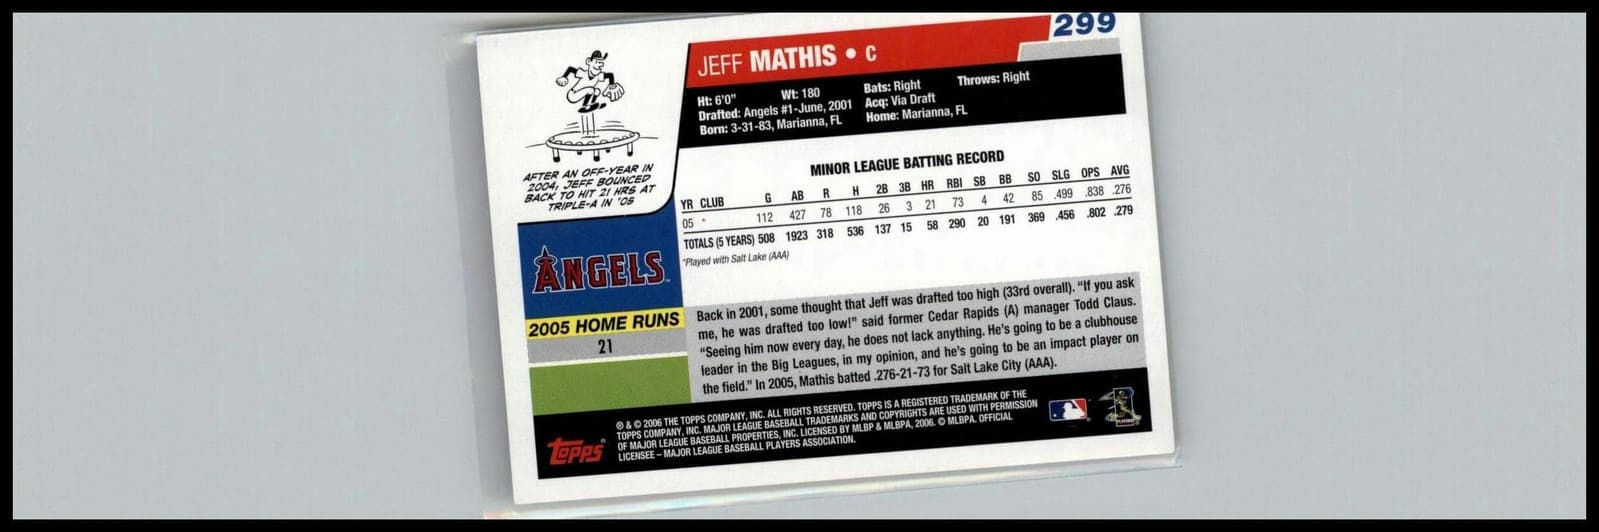 299
JEFF MATHIS • C
Ht: 6'0" Wt: 180 Bats: Right Throws: Right
Drafted: Angels #1-June, 2001 Acq: Via Draft
Born: 3-31-83, Marianna, FL Home: Marianna, FL
AFTER AN OFF-YEAR IN
2004, JEFF BOUNCED
BACK TO HIT 21 HRS AT
TRIPLE-A IN '05
MINOR LEAGUE BATTING RECORD
YR CLUB G AB R H 2B 3B HR RBI SB BB SO SLG OPS AVG
05 * 112 427 78 118 26 3 21 73 4 42 85 .499 .838 .276
TOTALS (5 YEARS) 508 1923 318 536 137 15 58 290 20 191 369 .456 .802 .279
*Played with Salt Lake (AAA)
ANGELS
2005 HOME RUNS
21
Back in 2001, some thought that Jeff was drafted too high (33rd overall). "If you ask
me, he was drafted too low!" said former Cedar Rapids (A) manager Todd Claus.
"Seeing him now every day, he does not lack anything. He's going to be a clubhouse
leader in the Big Leagues, in my opinion, and he's going to be an impact player on
the field." In 2005, Mathis batted .276-21-73 for Salt Lake City (AAA).
Topps®
® & © 2006 THE TOPPS COMPANY, INC. ALL RIGHTS RESERVED. TOPPS IS A REGISTERED TRADEMARK OF THE
TOPPS COMPANY, INC. MAJOR LEAGUE BASEBALL TRADEMARKS AND COPYRIGHTS ARE USED WITH PERMISSION
OF MAJOR LEAGUE BASEBALL PROPERTIES, INC. LICENSED BY MLBP & MLBPA, 2006. © MLBPA. OFFICIAL
LICENSEE – MAJOR LEAGUE BASEBALL PLAYERS ASSOCIATION.